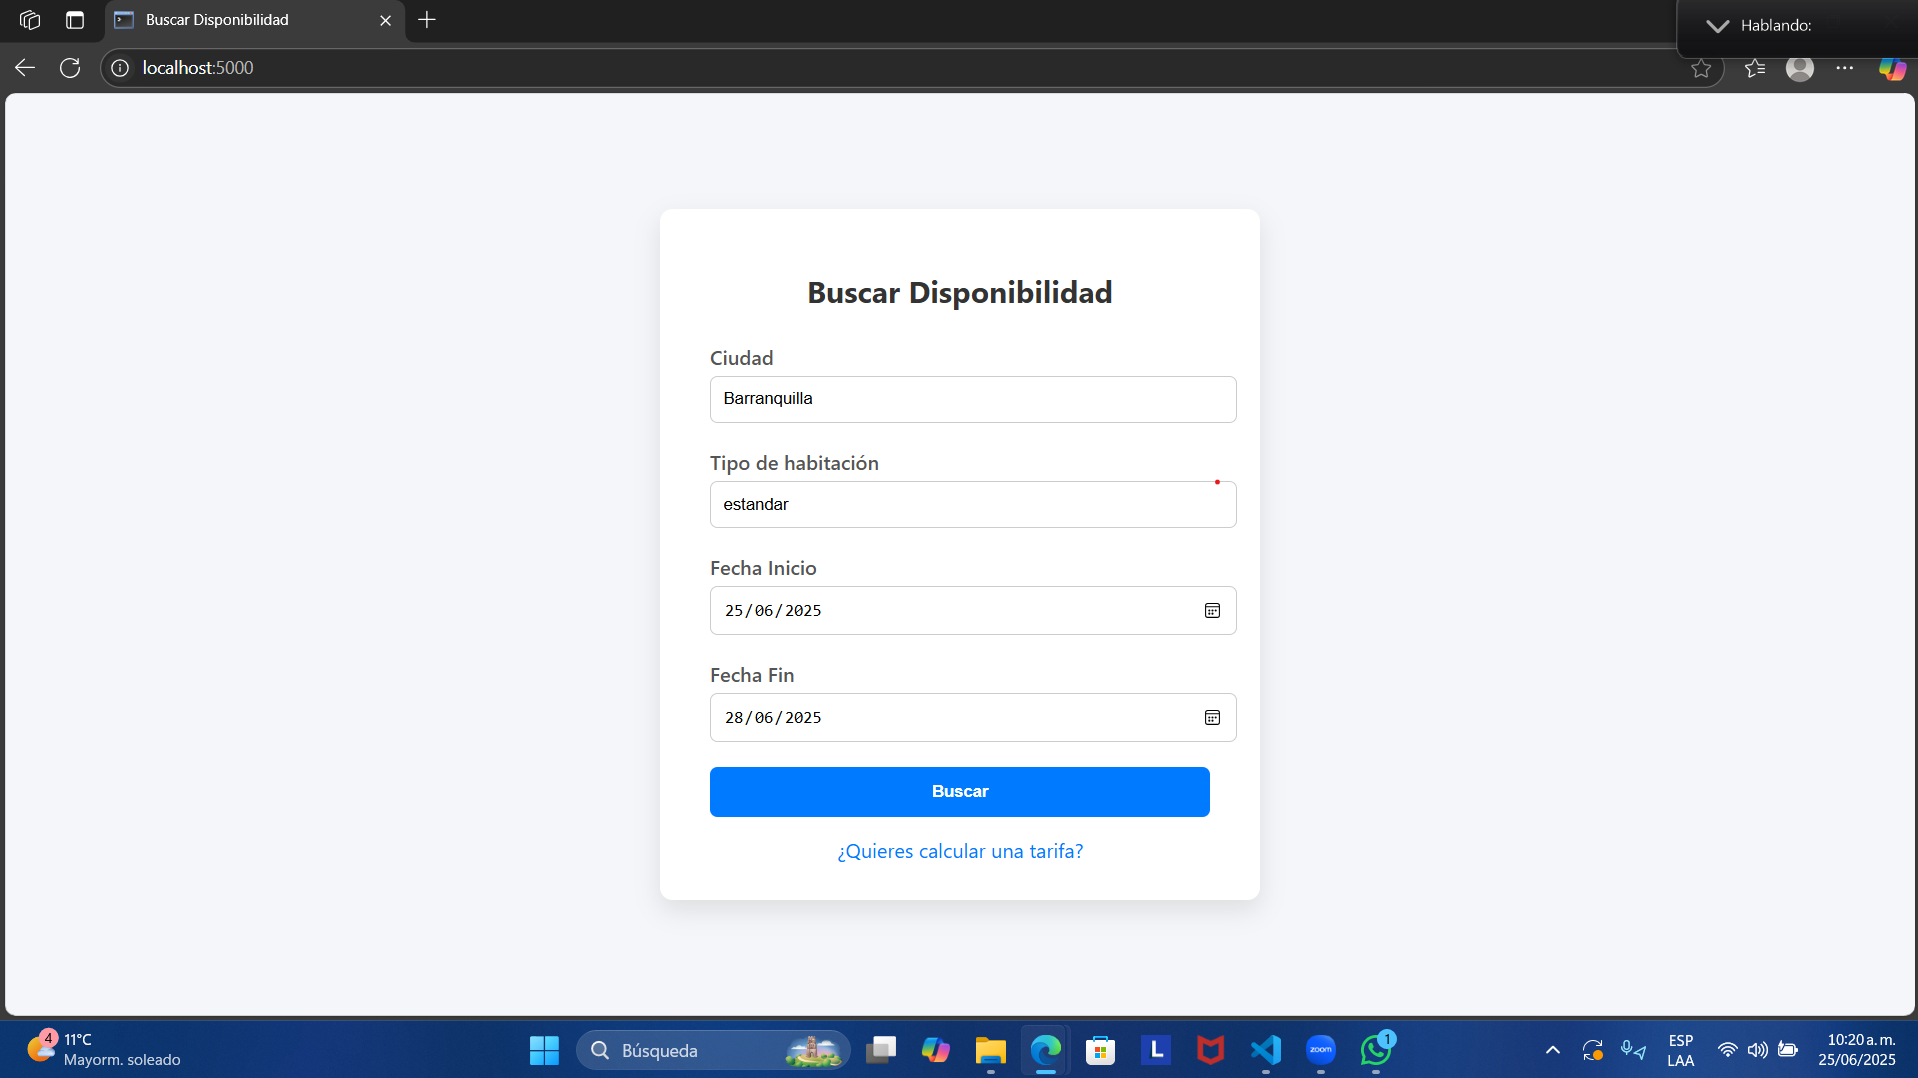 Buscar Disponibilidad
Hablando:
localhost:5000
Buscar Disponibilidad
Ciudad
Barranquilla
Tipo de habitación
estandar
Fecha Inicio
25/06/2025
Fecha Fin
28/06/2025
Buscar
¿Quieres calcular una tarifa?
4
11°C
Mayorm. soleado
Búsqueda
L
zoom
1
ESP
LAA
10:20 a. m.
25/06/2025